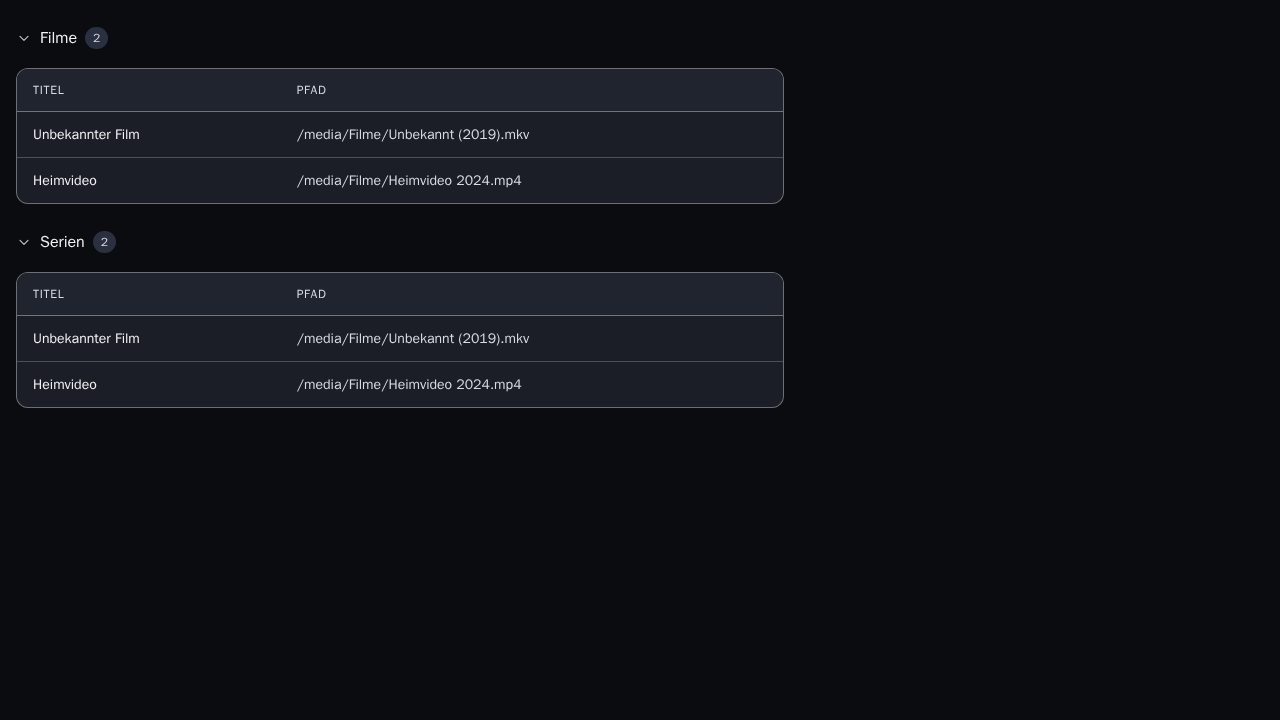 Filme 2
TITEL PFAD
Unbekannter Film /media/Filme/Unbekannt (2019).mkv
Heimvideo /media/Filme/Heimvideo 2024.mp4
Serien 2
TITEL PFAD
Unbekannter Film /media/Filme/Unbekannt (2019).mkv
Heimvideo /media/Filme/Heimvideo 2024.mp4